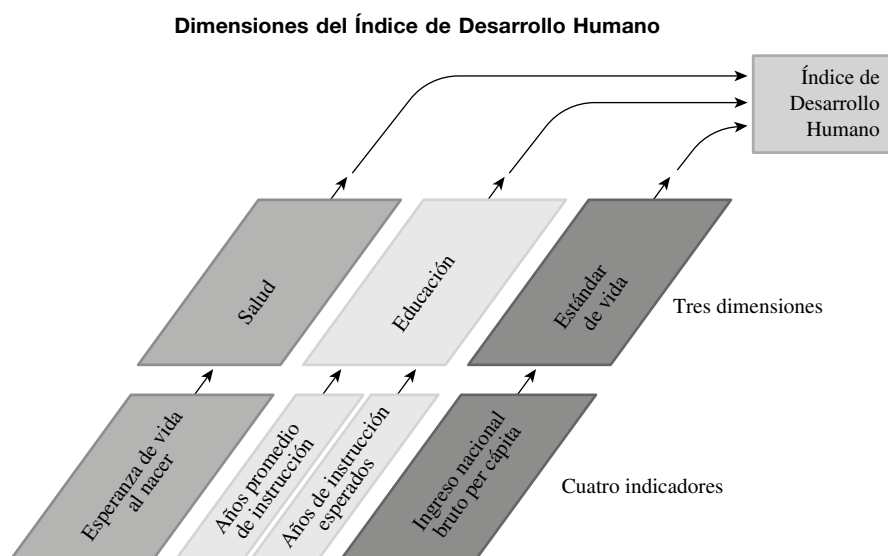 Dimensiones del Índice de Desarrollo Humano
Índice de
Desarrollo
Humano
Salud
Educación
Estándar
de vida
Tres dimensiones
Esperanza de vida
al nacer
Años promedio
de instrucción
Años de instrucción
esperados
Ingreso nacional
bruto per cápita
Cuatro indicadores